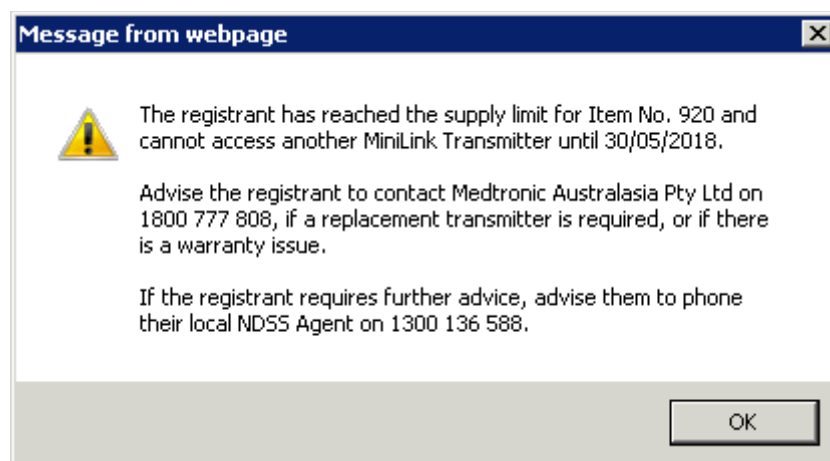 Message from webpage
The registrant has reached the supply limit for Item No. 920 and
cannot access another MiniLink Transmitter until 30/05/2018.
Advise the registrant to contact Medtronic Australasia Pty Ltd on
1800 777 808, if a replacement transmitter is required, or if there
is a warranty issue.
If the registrant requires further advice, advise them to phone
their local NDSS Agent on 1300 136 588.
OK